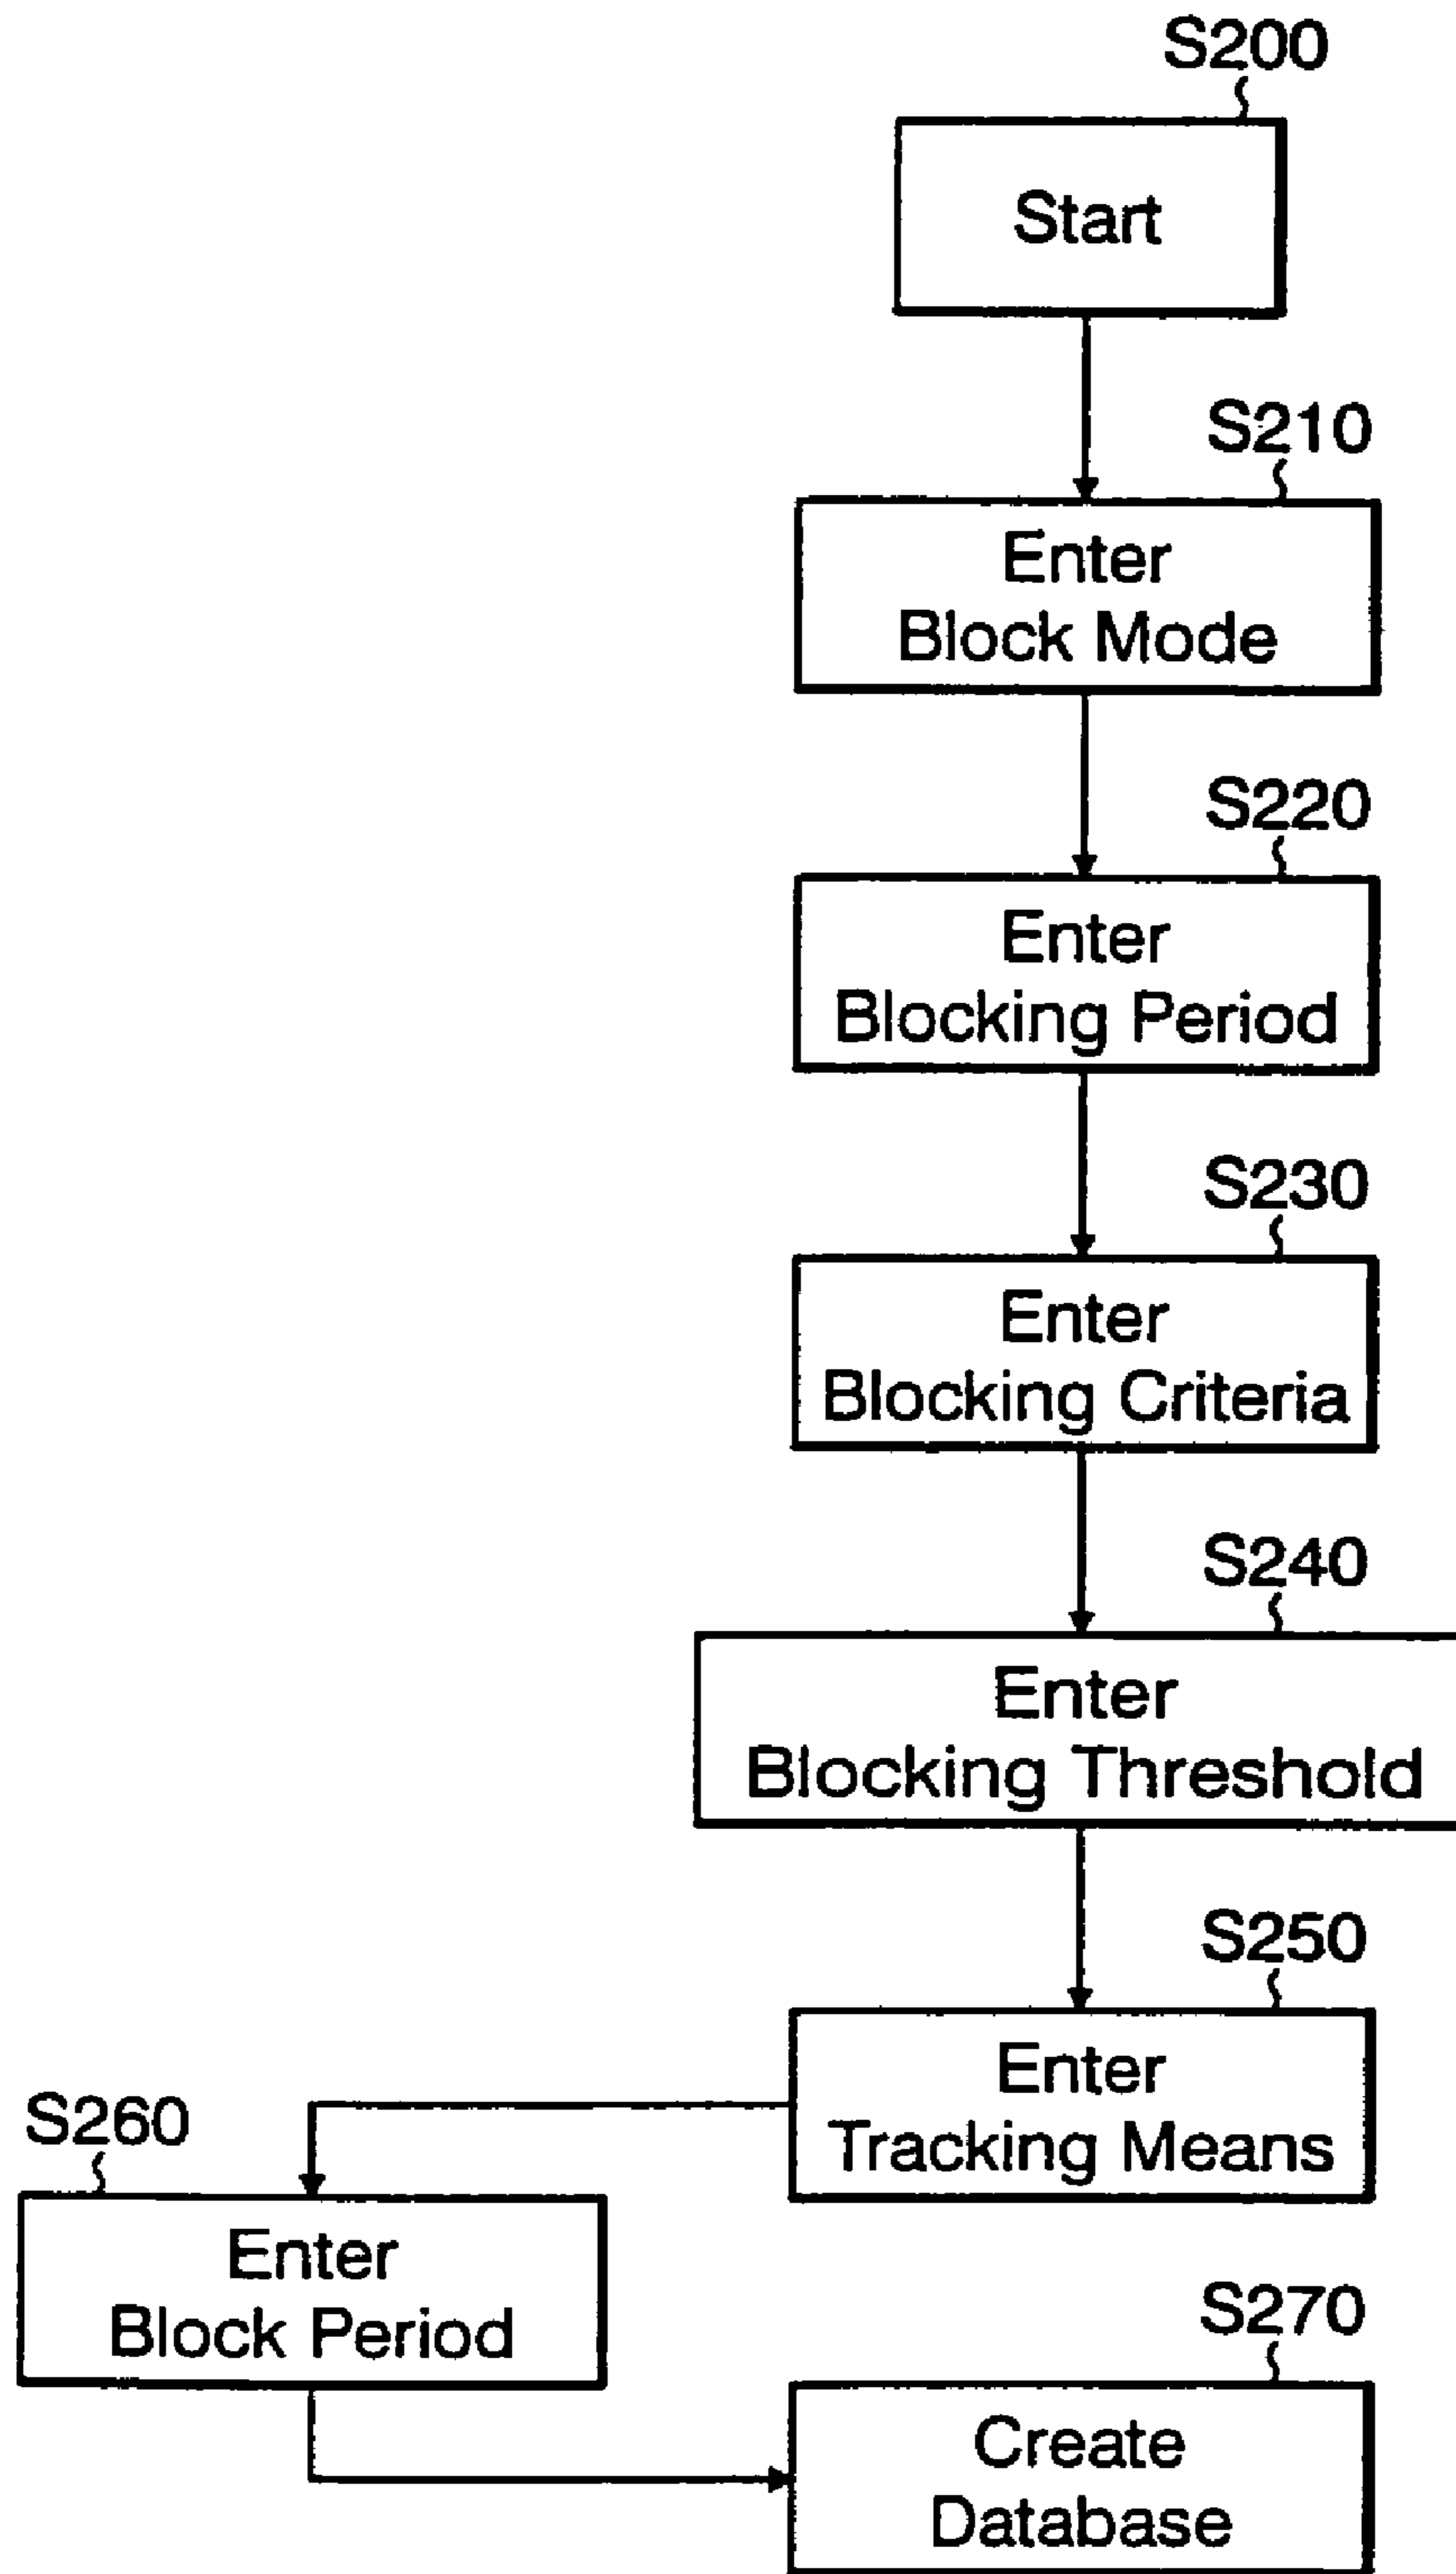 S200
Start
S210
Enter
Block Mode
S220
Enter
Blocking Period
S230
Enter
Blocking Criteria
S240
Enter
Blocking Threshold
S250
Enter
Tracking Means
S260
Enter
Block Period
S270
Create
Database